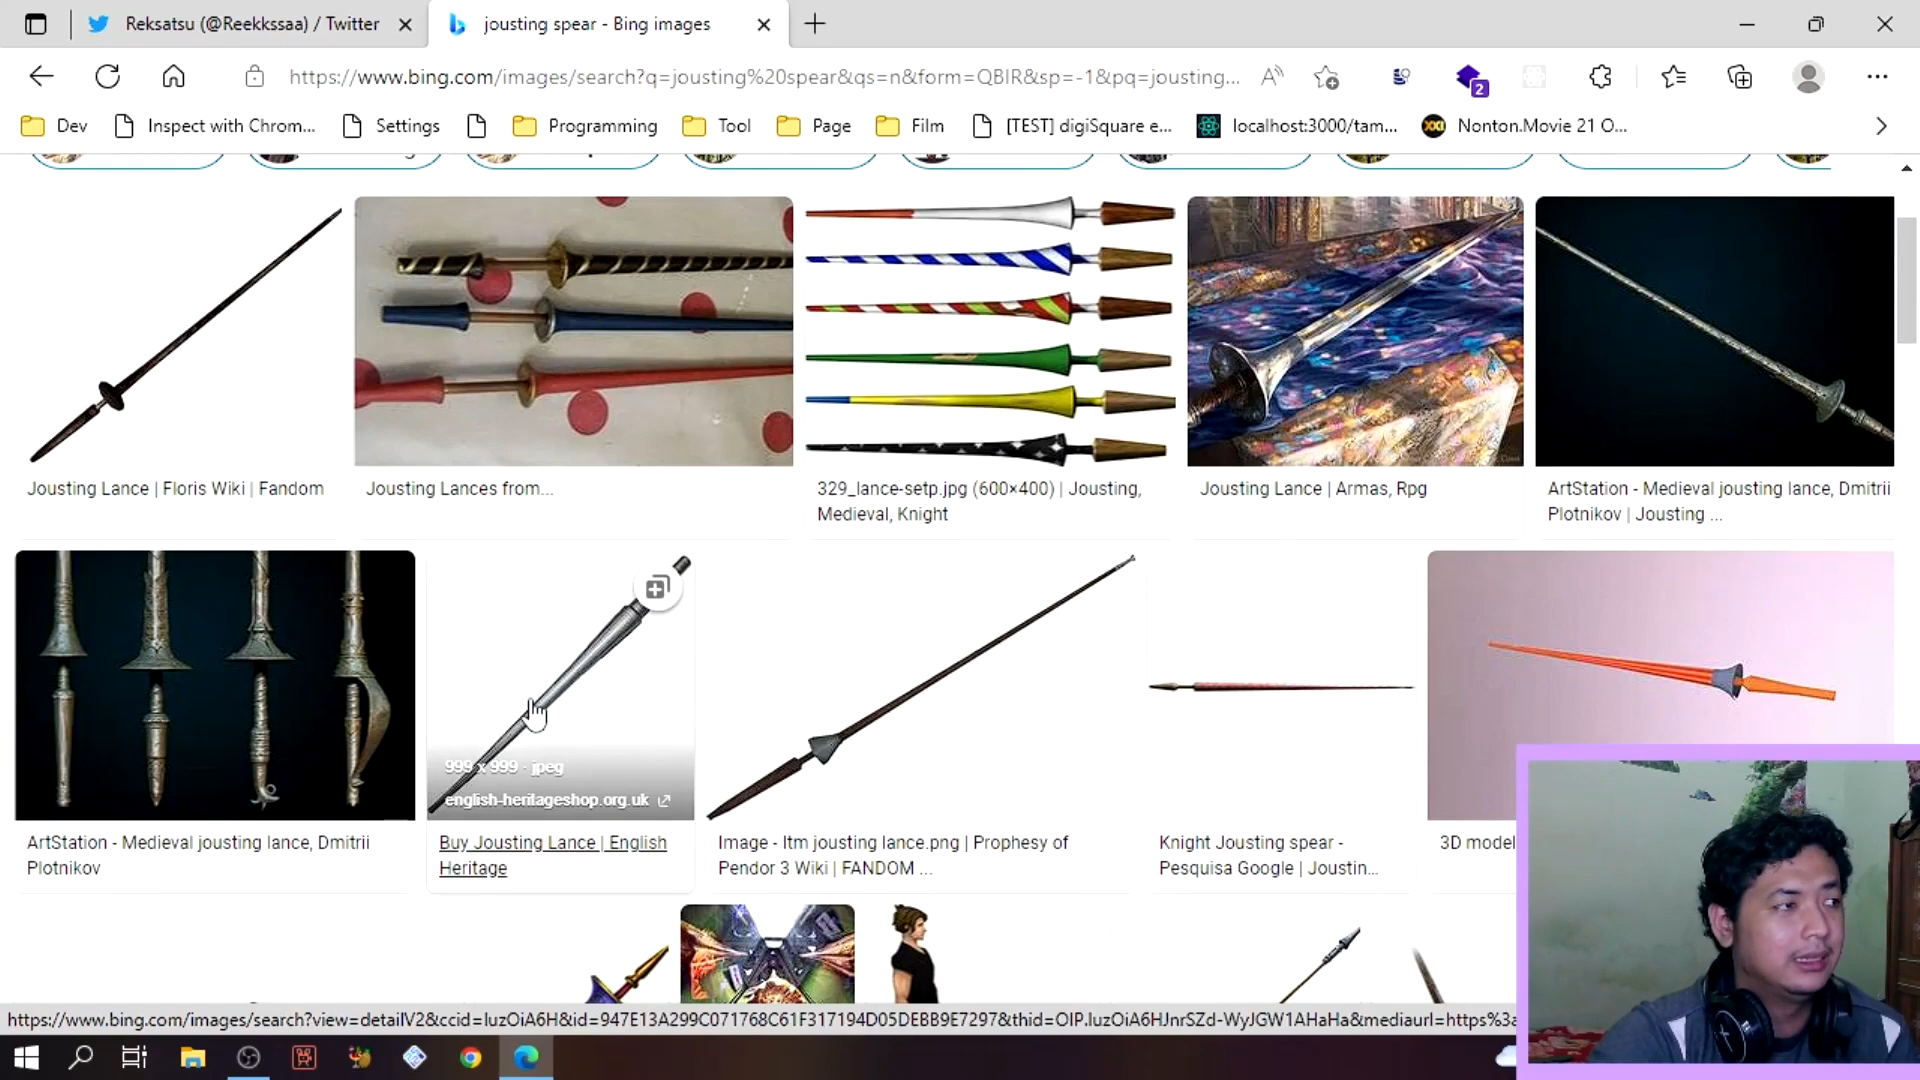 Reksatsu (@Reekkssaa) / Twitter
jousting spear - Bing images
https://www.bing.com/images/search?q=jousting%20spear&qs=n&form=QBIR&sp=-1&pq=jousting...
2
Dev
Inspect with Chrom...
Settings
Programming
Tool
Page
Film
[TEST] digiSquare e...
localhost:3000/tam...
Nonton.Movie 21 O...
Jousting Lance | Floris Wiki | Fandom
Jousting Lances from...
329_lance-setp.jpg (600×400) | Jousting,
Medieval, Knight
Jousting Lance | Armas, Rpg
ArtStation - Medieval jousting lance, Dmitrii
Plotnikov | Jousting ...
999 x 999 · jpeg
english-heritageshop.org.uk
ArtStation - Medieval jousting lance, Dmitrii
Plotnikov
Buy Jousting Lance | English
Heritage
Image - Itm jousting lance.png | Prophesy of
Pendor 3 Wiki | FANDOM ...
Knight Jousting spear -
Pesquisa Google | Joustin...
3D model
https://www.bing.com/images/search?view=detailV2&ccid=luzOiA6H&id=947E13A299C071768C61F317194D05DEBB9E7297&thid=OIP.luzOiA6HJnrSZd-WyJGW1AHaHa&mediaurl=https%3a